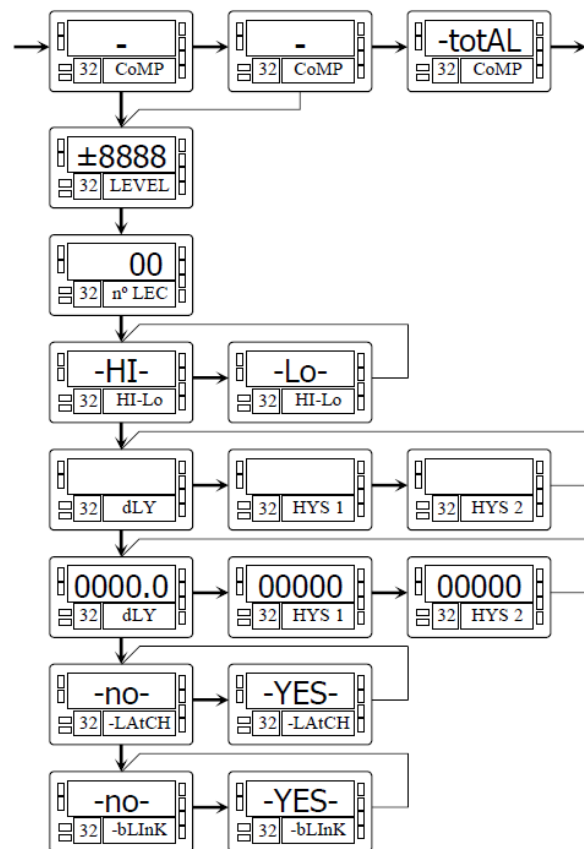 - - -totAL
32 CoMP 32 CoMP 32 CoMP
±8888
32 LEVEL
00
32 nº LEC
-HI- -Lo-
32 HI-Lo 32 HI-Lo
32 dLY 32 HYS 1 32 HYS 2
0000.0 00000 00000
32 dLY 32 HYS 1 32 HYS 2
-no- -YES-
32 -LAtCH 32 -LAtCH
-no- -YES-
32 -bLInK 32 -bLInK